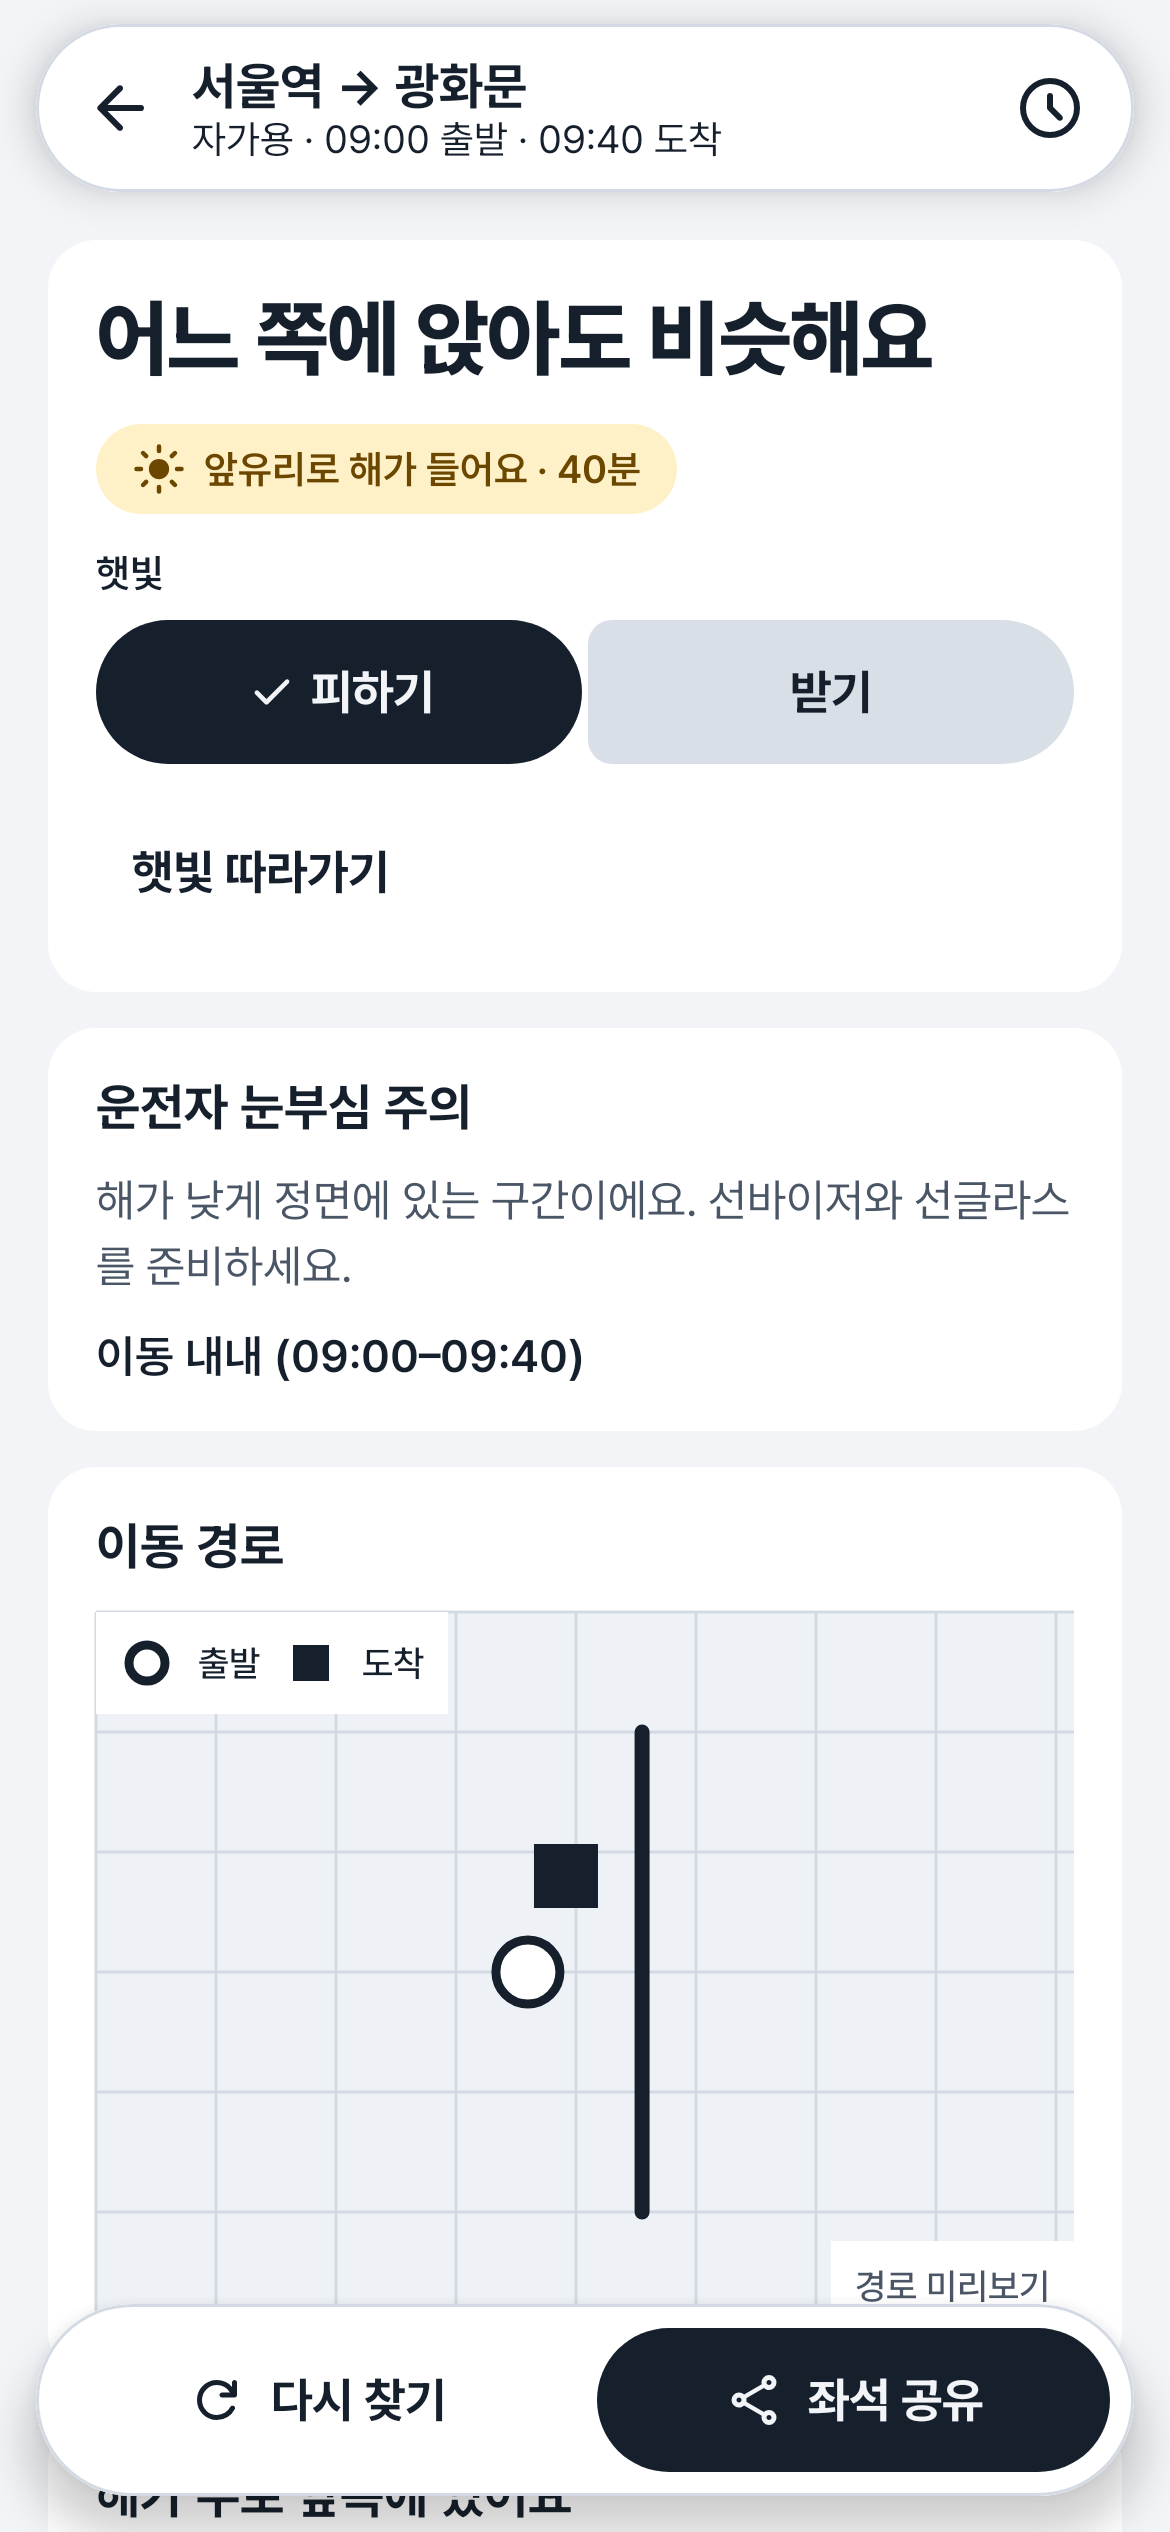 서울역 → 광화문
자가용 · 09:00 출발 · 09:40 도착
어느 쪽에 앉아도 비슷해요
앞유리로 해가 들어요 · 40분
햇빛
피하기
받기
햇빛 따라가기
운전자 눈부심 주의
해가 낮게 정면에 있는 구간이에요. 선바이저와 선글라스
를 준비하세요.
이동 내내 (09:00–09:40)
이동 경로
출발
도착
경로 미리보기
다시 찾기
좌석 공유